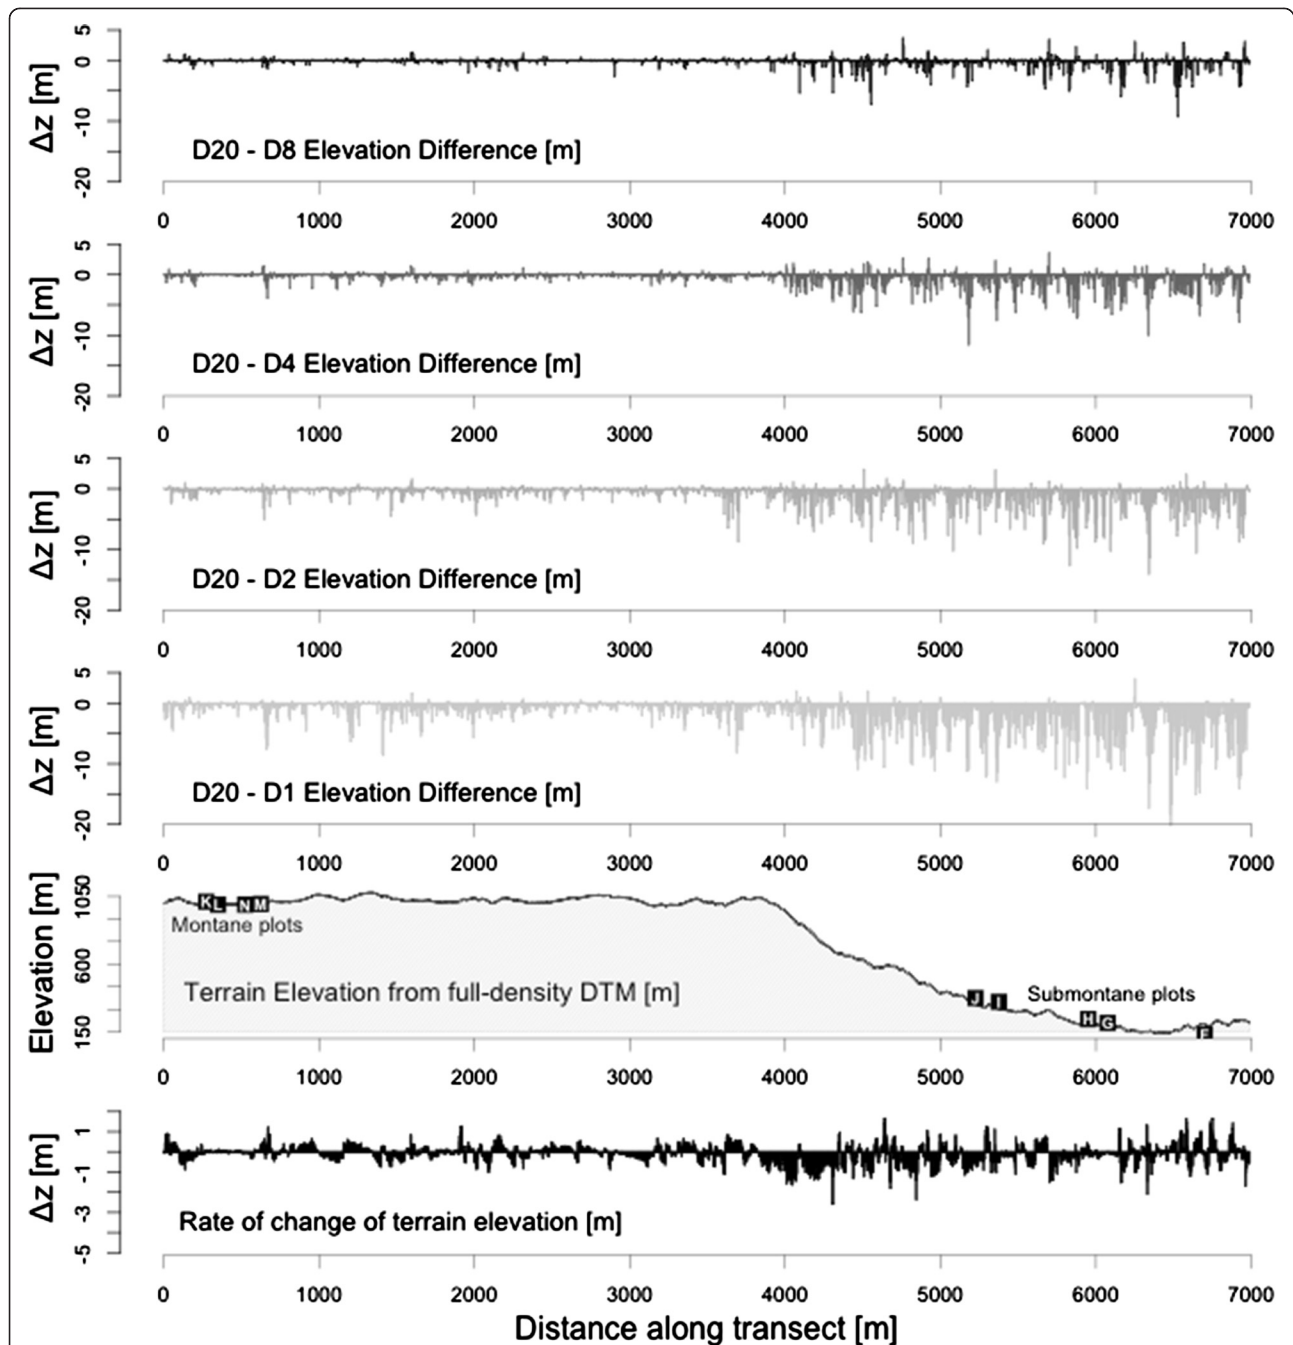 5
0
-10
-20
Δz [m]
D20 - D8 Elevation Difference [m]
0 1000 2000 3000 4000 5000 6000 7000
5
0
-10
-20
Δz [m]
D20 - D4 Elevation Difference [m]
0 1000 2000 3000 4000 5000 6000 7000
5
0
-10
-20
Δz [m]
D20 - D2 Elevation Difference [m]
0 1000 2000 3000 4000 5000 6000 7000
5
0
-10
-20
Δz [m]
D20 - D1 Elevation Difference [m]
0 1000 2000 3000 4000 5000 6000 7000
1050
600
150
Elevation [m]
K L N M
Montane plots
Terrain Elevation from full-density DTM [m]
J I
Submontane plots
H G
0 1000 2000 3000 4000 5000 6000 7000
1
-1
-3
-5
Δz [m]
Rate of change of terrain elevation [m]
0 1000 2000 3000 4000 5000 6000 7000
Distance along transect [m]